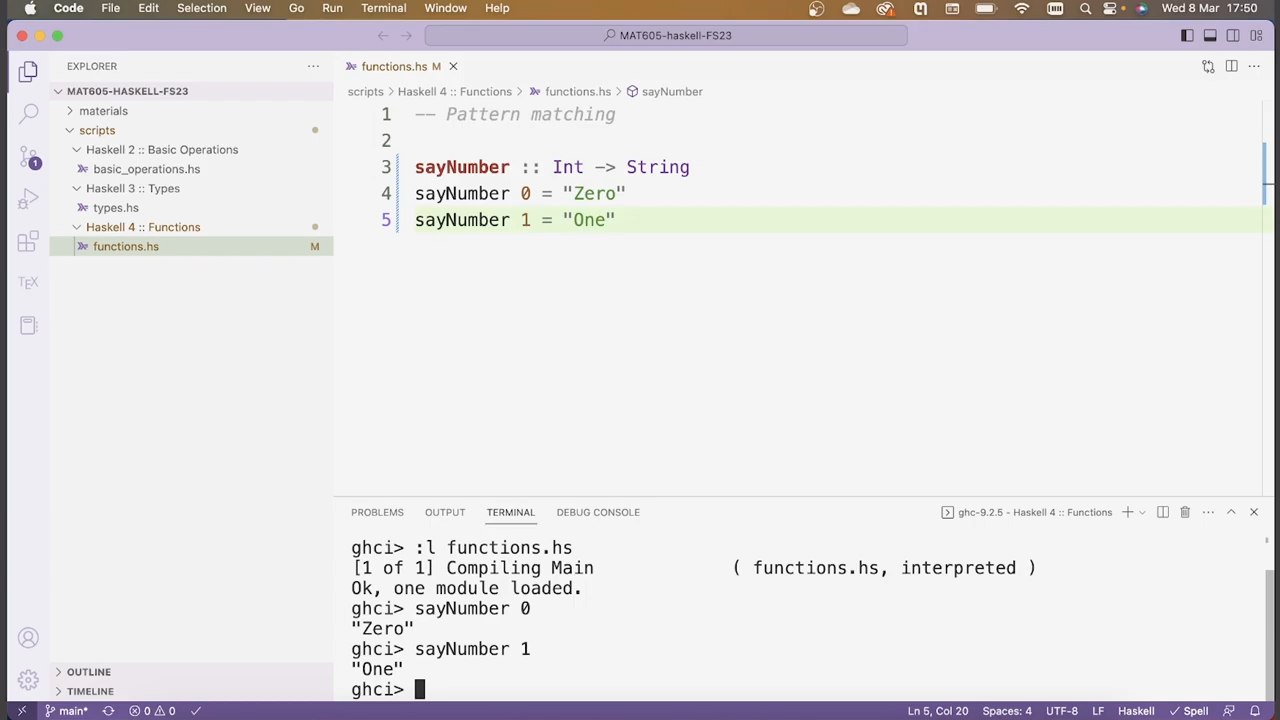 Code File Edit Selection View Go Run Terminal Window Help Wed 8 Mar 17:50
MAT605-haskell-FS23
EXPLORER
functions.hs M
MAT605-HASKELL-FS23
scripts > Haskell 4 :: Functions > functions.hs > sayNumber
materials
scripts
Haskell 2 :: Basic Operations
basic_operations.hs
Haskell 3 :: Types
types.hs
Haskell 4 :: Functions
functions.hs M
1 -- Pattern matching
2
3 sayNumber :: Int -> String
4 sayNumber 0 = "Zero"
5 sayNumber 1 = "One"
1
TEX
PROBLEMS OUTPUT TERMINAL DEBUG CONSOLE ghc-9.2.5 - Haskell 4 :: Functions
ghci> :l functions.hs
[1 of 1] Compiling Main ( functions.hs, interpreted )
Ok, one module loaded.
ghci> sayNumber 0
"Zero"
ghci> sayNumber 1
"One"
ghci>
OUTLINE
TIMELINE
main* 0 0 Ln 5, Col 20 Spaces: 4 UTF-8 LF Haskell Spell